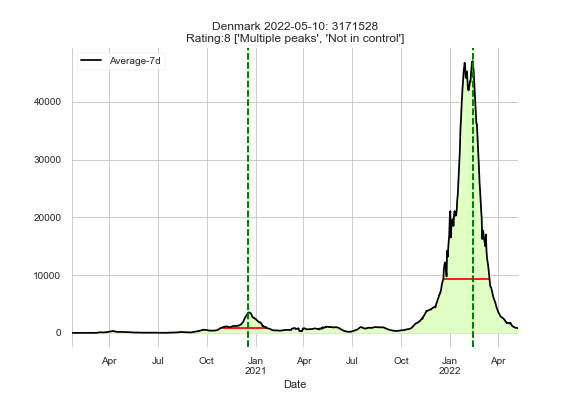 Denmark 2022-05-10: 3171528
Rating:8 ['Multiple peaks', 'Not in control']
Average-7d
40000
30000
20000
10000
0
Apr Jul Oct Jan Apr Jul Oct Jan Apr
2021 2022
Date